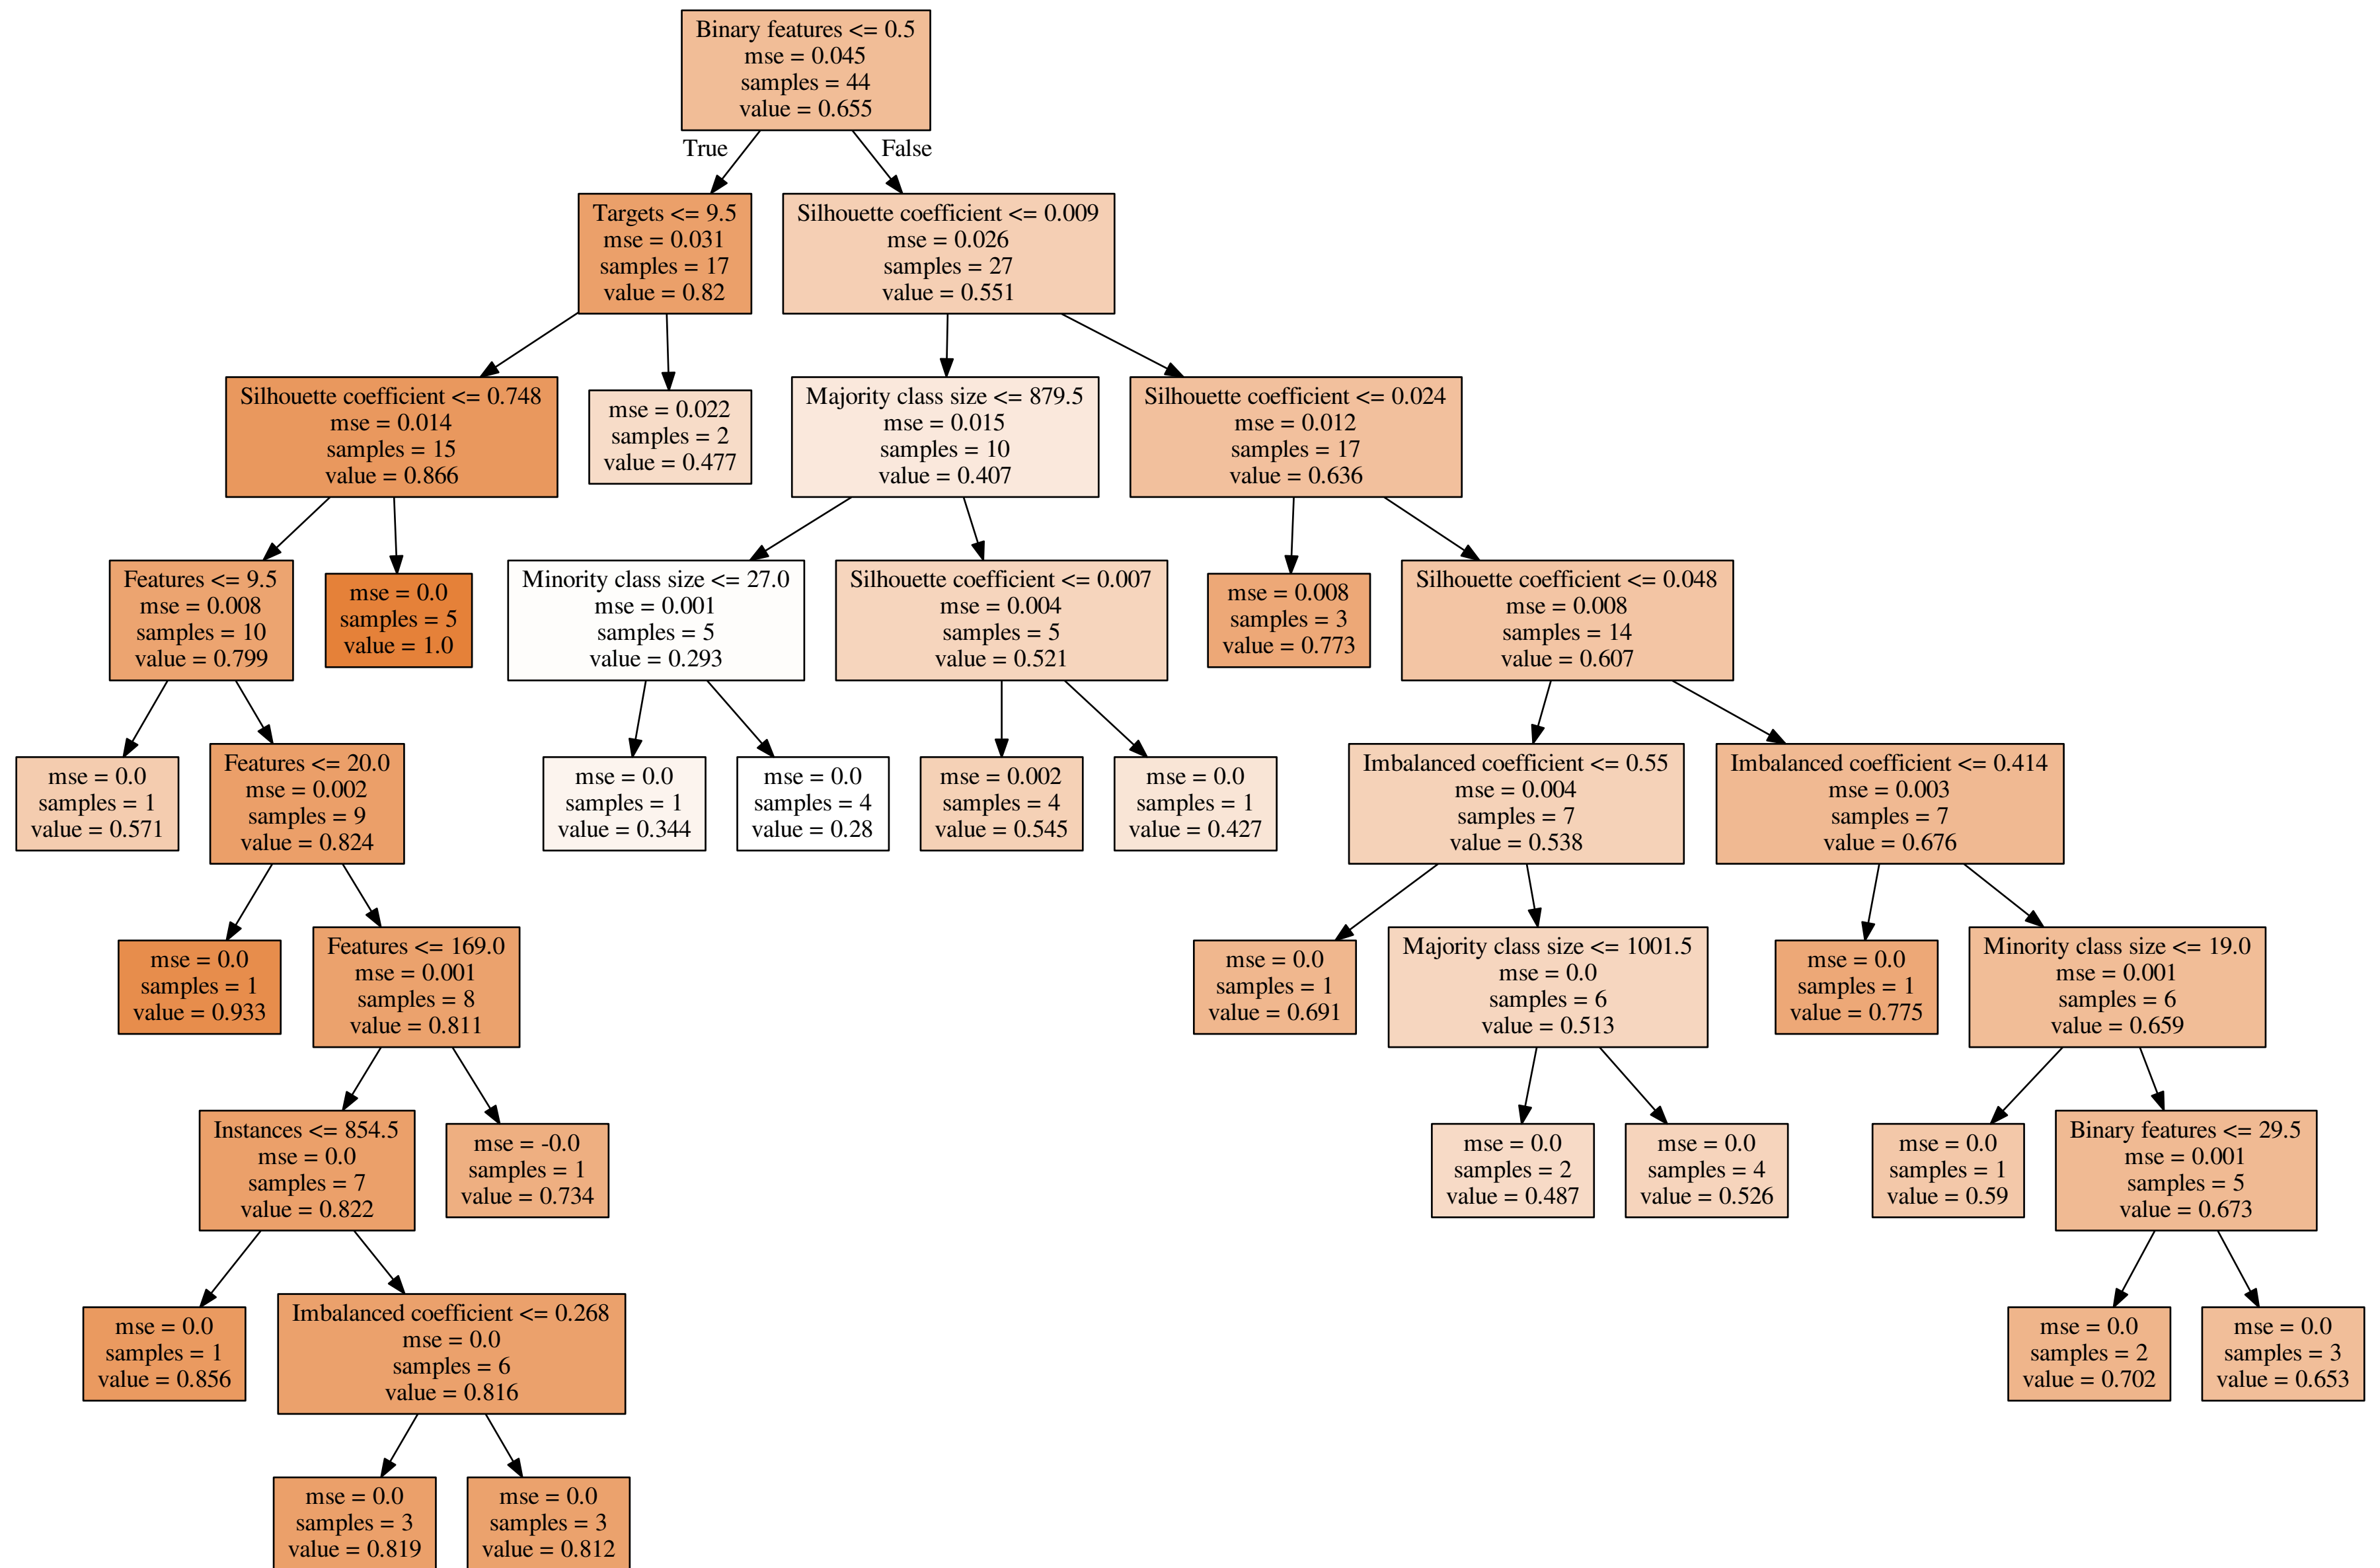 Binary features <= 0.5
mse = 0.045
samples = 44
value = 0.655
True
False
Targets <= 9.5
mse = 0.031
samples = 17
value = 0.82
Silhouette coefficient <= 0.009
mse = 0.026
samples = 27
value = 0.551
Silhouette coefficient <= 0.748
mse = 0.014
samples = 15
value = 0.866
mse = 0.022
samples = 2
value = 0.477
Majority class size <= 879.5
mse = 0.015
samples = 10
value = 0.407
Silhouette coefficient <= 0.024
mse = 0.012
samples = 17
value = 0.636
Features <= 9.5
mse = 0.008
samples = 10
value = 0.799
mse = 0.0
samples = 5
value = 1.0
Minority class size <= 27.0
mse = 0.001
samples = 5
value = 0.293
Silhouette coefficient <= 0.007
mse = 0.004
samples = 5
value = 0.521
mse = 0.008
samples = 3
value = 0.773
Silhouette coefficient <= 0.048
mse = 0.008
samples = 14
value = 0.607
mse = 0.0
samples = 1
value = 0.571
Features <= 20.0
mse = 0.002
samples = 9
value = 0.824
mse = 0.0
samples = 1
value = 0.344
mse = 0.0
samples = 4
value = 0.28
mse = 0.002
samples = 4
value = 0.545
mse = 0.0
samples = 1
value = 0.427
Imbalanced coefficient <= 0.55
mse = 0.004
samples = 7
value = 0.538
Imbalanced coefficient <= 0.414
mse = 0.003
samples = 7
value = 0.676
mse = 0.0
samples = 1
value = 0.933
Features <= 169.0
mse = 0.001
samples = 8
value = 0.811
mse = 0.0
samples = 1
value = 0.691
Majority class size <= 1001.5
mse = 0.0
samples = 6
value = 0.513
mse = 0.0
samples = 1
value = 0.775
Minority class size <= 19.0
mse = 0.001
samples = 6
value = 0.659
Instances <= 854.5
mse = 0.0
samples = 7
value = 0.822
mse = -0.0
samples = 1
value = 0.734
mse = 0.0
samples = 2
value = 0.487
mse = 0.0
samples = 4
value = 0.526
mse = 0.0
samples = 1
value = 0.59
Binary features <= 29.5
mse = 0.001
samples = 5
value = 0.673
mse = 0.0
samples = 1
value = 0.856
Imbalanced coefficient <= 0.268
mse = 0.0
samples = 6
value = 0.816
mse = 0.0
samples = 2
value = 0.702
mse = 0.0
samples = 3
value = 0.653
mse = 0.0
samples = 3
value = 0.819
mse = 0.0
samples = 3
value = 0.812